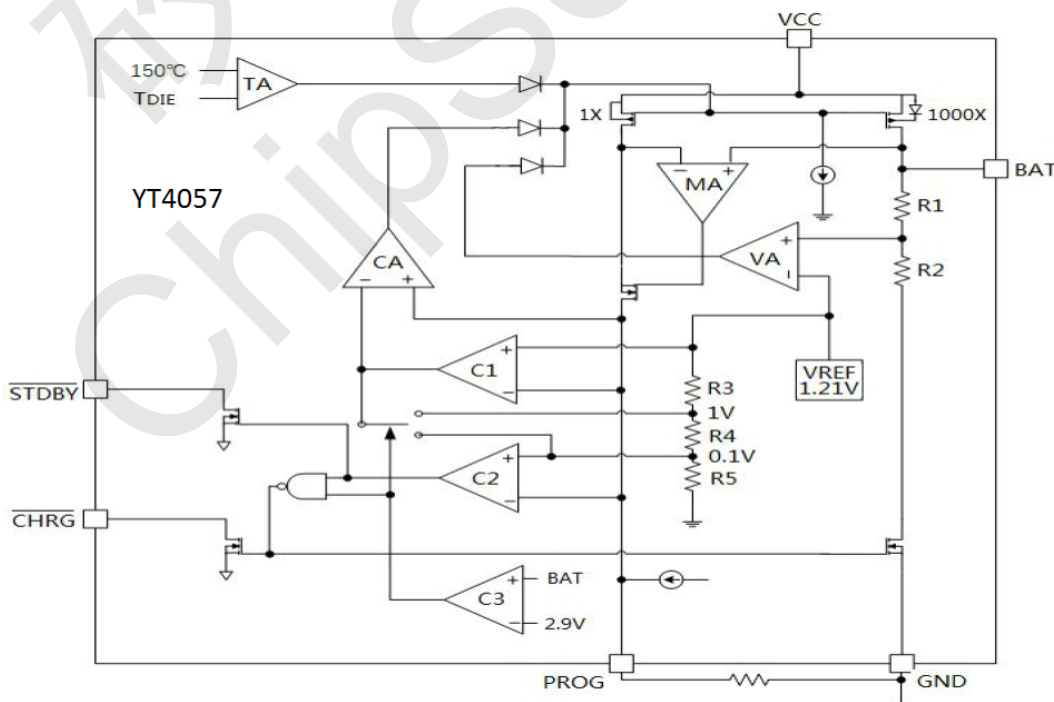 VCC
150℃
TDIE
TA
1X
1000X
MA
BAT
YT4057
R1
CA
VA
R2
C1
VREF
1.21V
R3
STDBY
1V
R4
0.1V
C2
R5
CHRG
C3
BAT
2.9V
PROG
GND